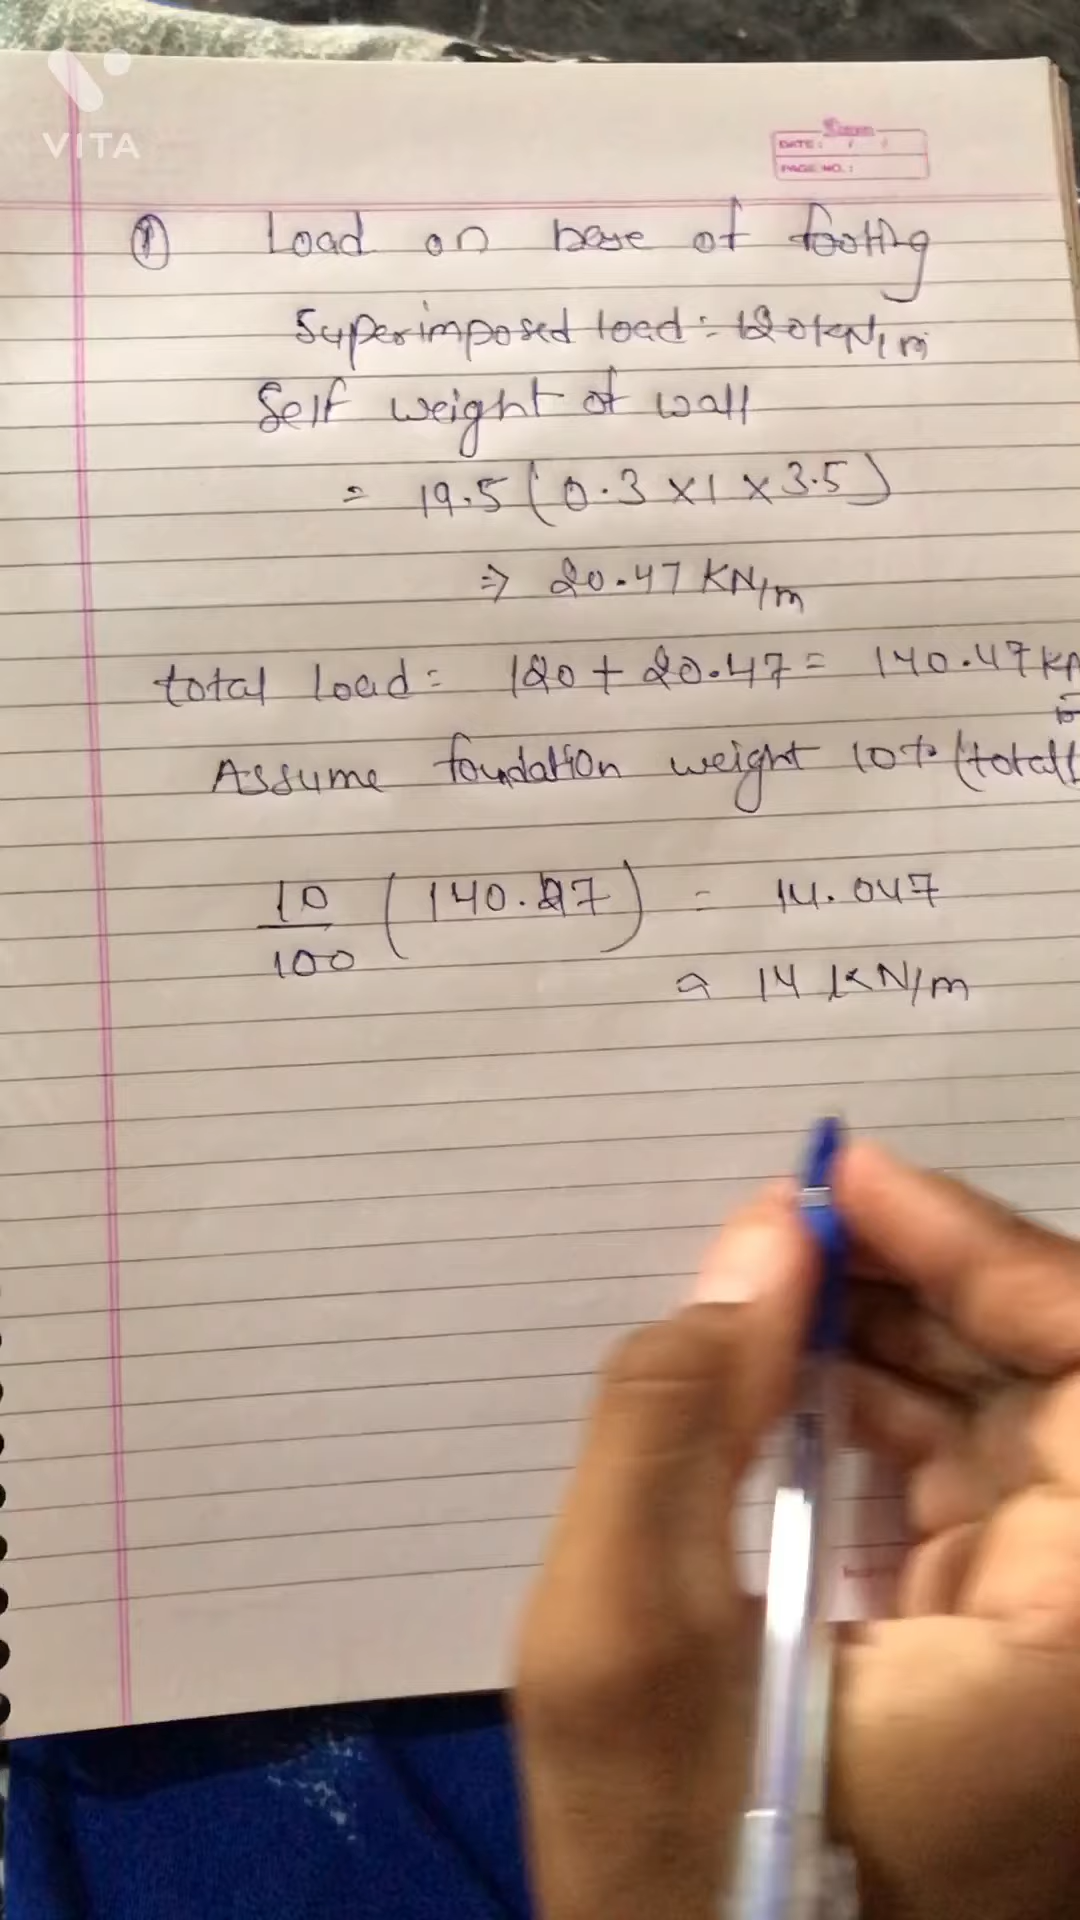 VITA
DATE: / /
PAGE NO.:
① Load on base of footing
Superimposed load = 120 kN/m
Self weight of wall
= 19.5 (0.3 × 1 × 3.5)
⇒ 20.47 KN/m
total load = 120 + 20.47 = 140.47 K
Assume foundation weight 10% (total
10/100 (140.47) = 14.047
≈ 14 KN/m